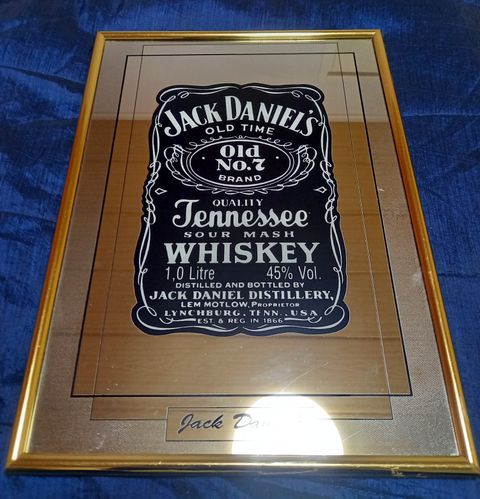 JACK DANIEL'S
OLD TIME
Old
No. 7
BRAND
QUALITY
Tennessee
SOUR MASH
WHISKEY
1,0 Litre 45% Vol.
DISTILLED AND BOTTLED BY
JACK DANIEL DISTILLERY,
LEM MOTLOW, PROPRIETOR
LYNCHBURG, TENN., USA
EST & REG. IN 1866
Jack